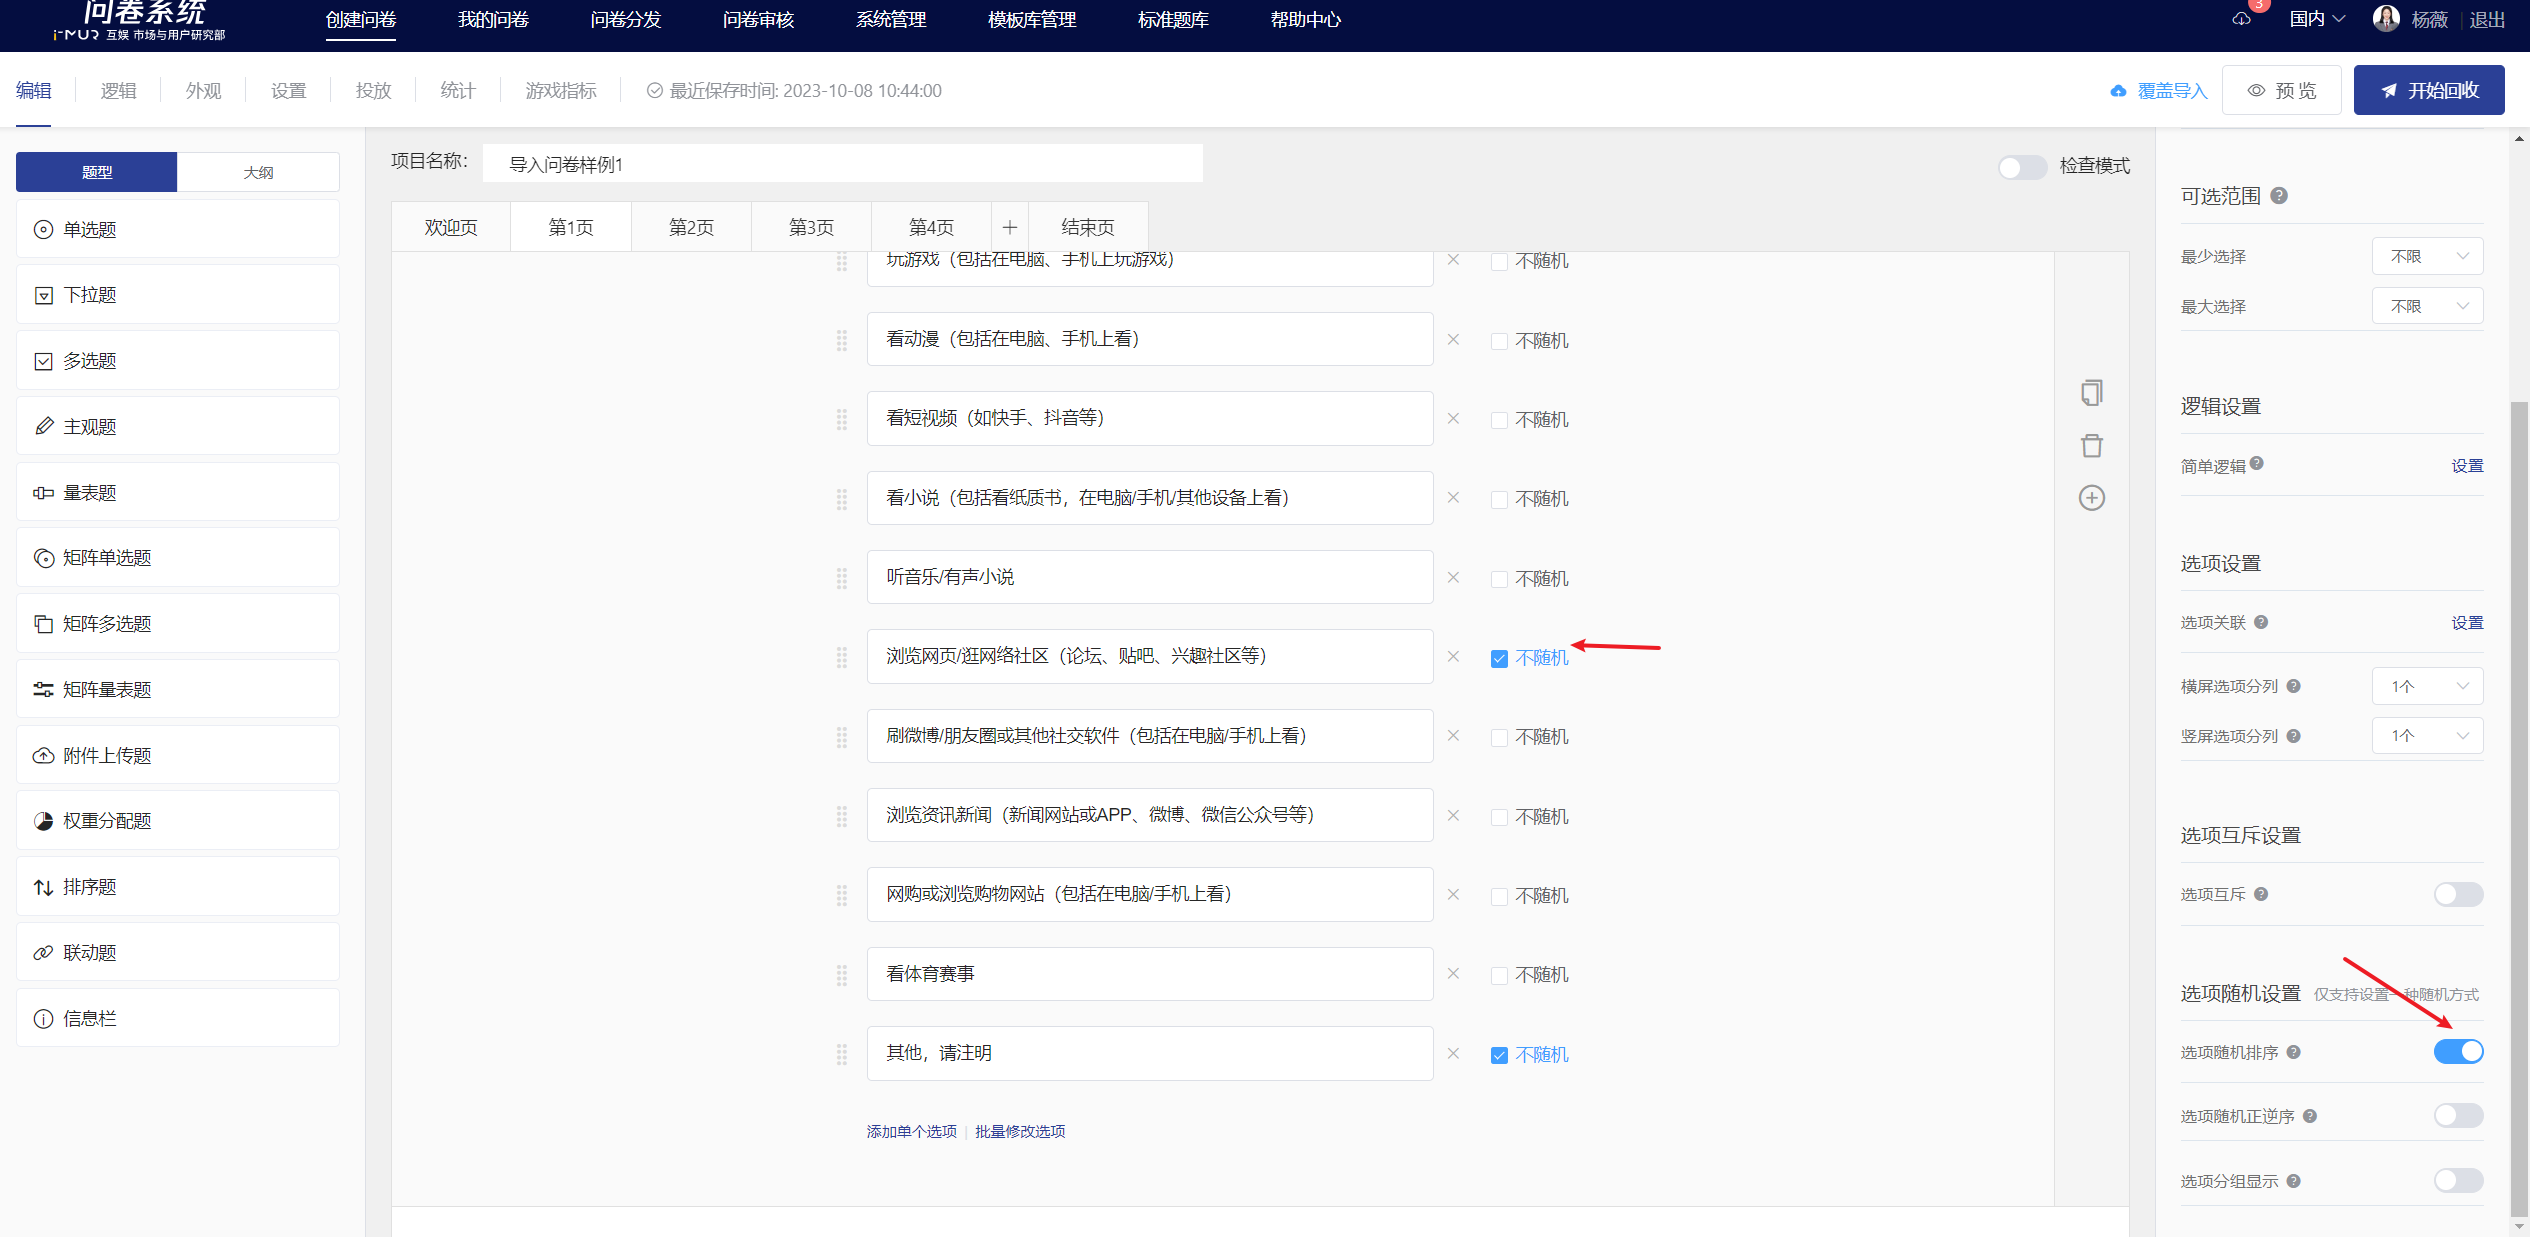 问卷系统
i-MUR 互娱 市场与用户研究部
创建问卷
我的问卷
问卷分发
问卷审核
系统管理
模板库管理
标准题库
帮助中心
3
国内
杨薇
退出
编辑
逻辑
外观
设置
投放
统计
游戏指标
最近保存时间: 2023-10-08 10:44:00
覆盖导入
预 览
开始回收
题型
大纲
单选题
下拉题
多选题
主观题
量表题
矩阵单选题
矩阵多选题
矩阵量表题
附件上传题
权重分配题
排序题
联动题
信息栏
项目名称:
导入问卷样例1
检查模式
欢迎页
第1页
第2页
第3页
第4页
结束页
玩游戏（包括在电脑、手机上玩游戏） 不随机
看动漫（包括在电脑、手机上看） 不随机
看短视频（如快手、抖音等） 不随机
看小说（包括看纸质书，在电脑/手机/其他设备上看） 不随机
听音乐/有声小说 不随机
浏览网页/逛网络社区（论坛、贴吧、兴趣社区等） 不随机
刷微博/朋友圈或其他社交软件（包括在电脑/手机上看） 不随机
浏览资讯新闻（新闻网站或APP、微博、微信公众号等） 不随机
网购或浏览购物网站（包括在电脑/手机上看） 不随机
看体育赛事 不随机
其他，请注明 不随机
添加单个选项 | 批量修改选项
可选范围
最少选择 不限
最大选择 不限
逻辑设置
简单逻辑 设置
选项设置
选项关联 设置
横屏选项分列 1个
竖屏选项分列 1个
选项互斥设置
选项互斥
选项随机设置 仅支持设置一种随机方式
选项随机排序
选项随机正逆序
选项分组显示